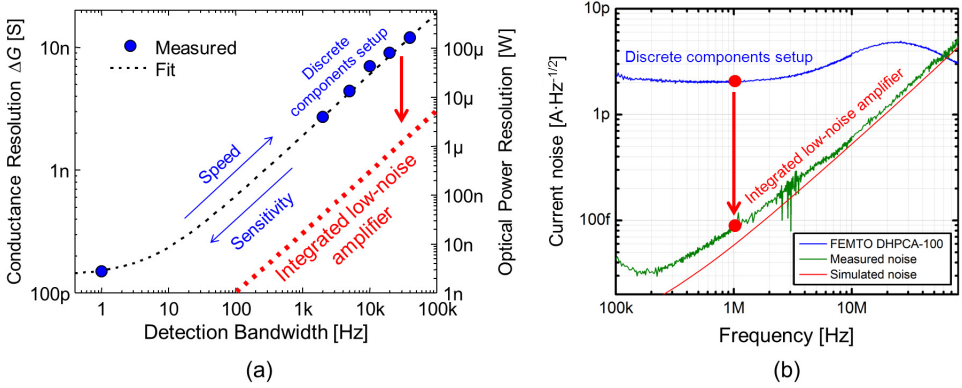 Conductance Resolution ΔG [S]
10n
1n
100p
Measured
Fit
Discrete
components setup
Speed
Sensitivity
Integrated low-noise
amplifier
1
10
100
1k
10k
100k
Detection Bandwidth [Hz]
100µ
10µ
1µ
100n
10n
1n
Optical Power Resolution [W]
(a)
Current noise [A·Hz-1/2]
10p
1p
100f
Discrete components setup
Integrated low-noise amplifier
FEMTO DHPCA-100
Measured noise
Simulated noise
100k
1M
10M
Frequency [Hz]
(b)